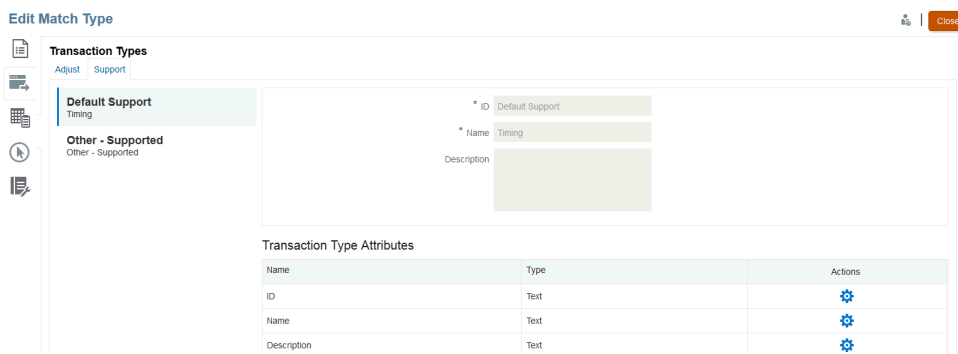 Edit Match Type
Close
Transaction Types
Adjust Support
Default Support
Timing
Other - Supported
Other - Supported
* ID Default Support
* Name Timing
Description
Transaction Type Attributes
Name Type Actions
ID Text
Name Text
Description Text